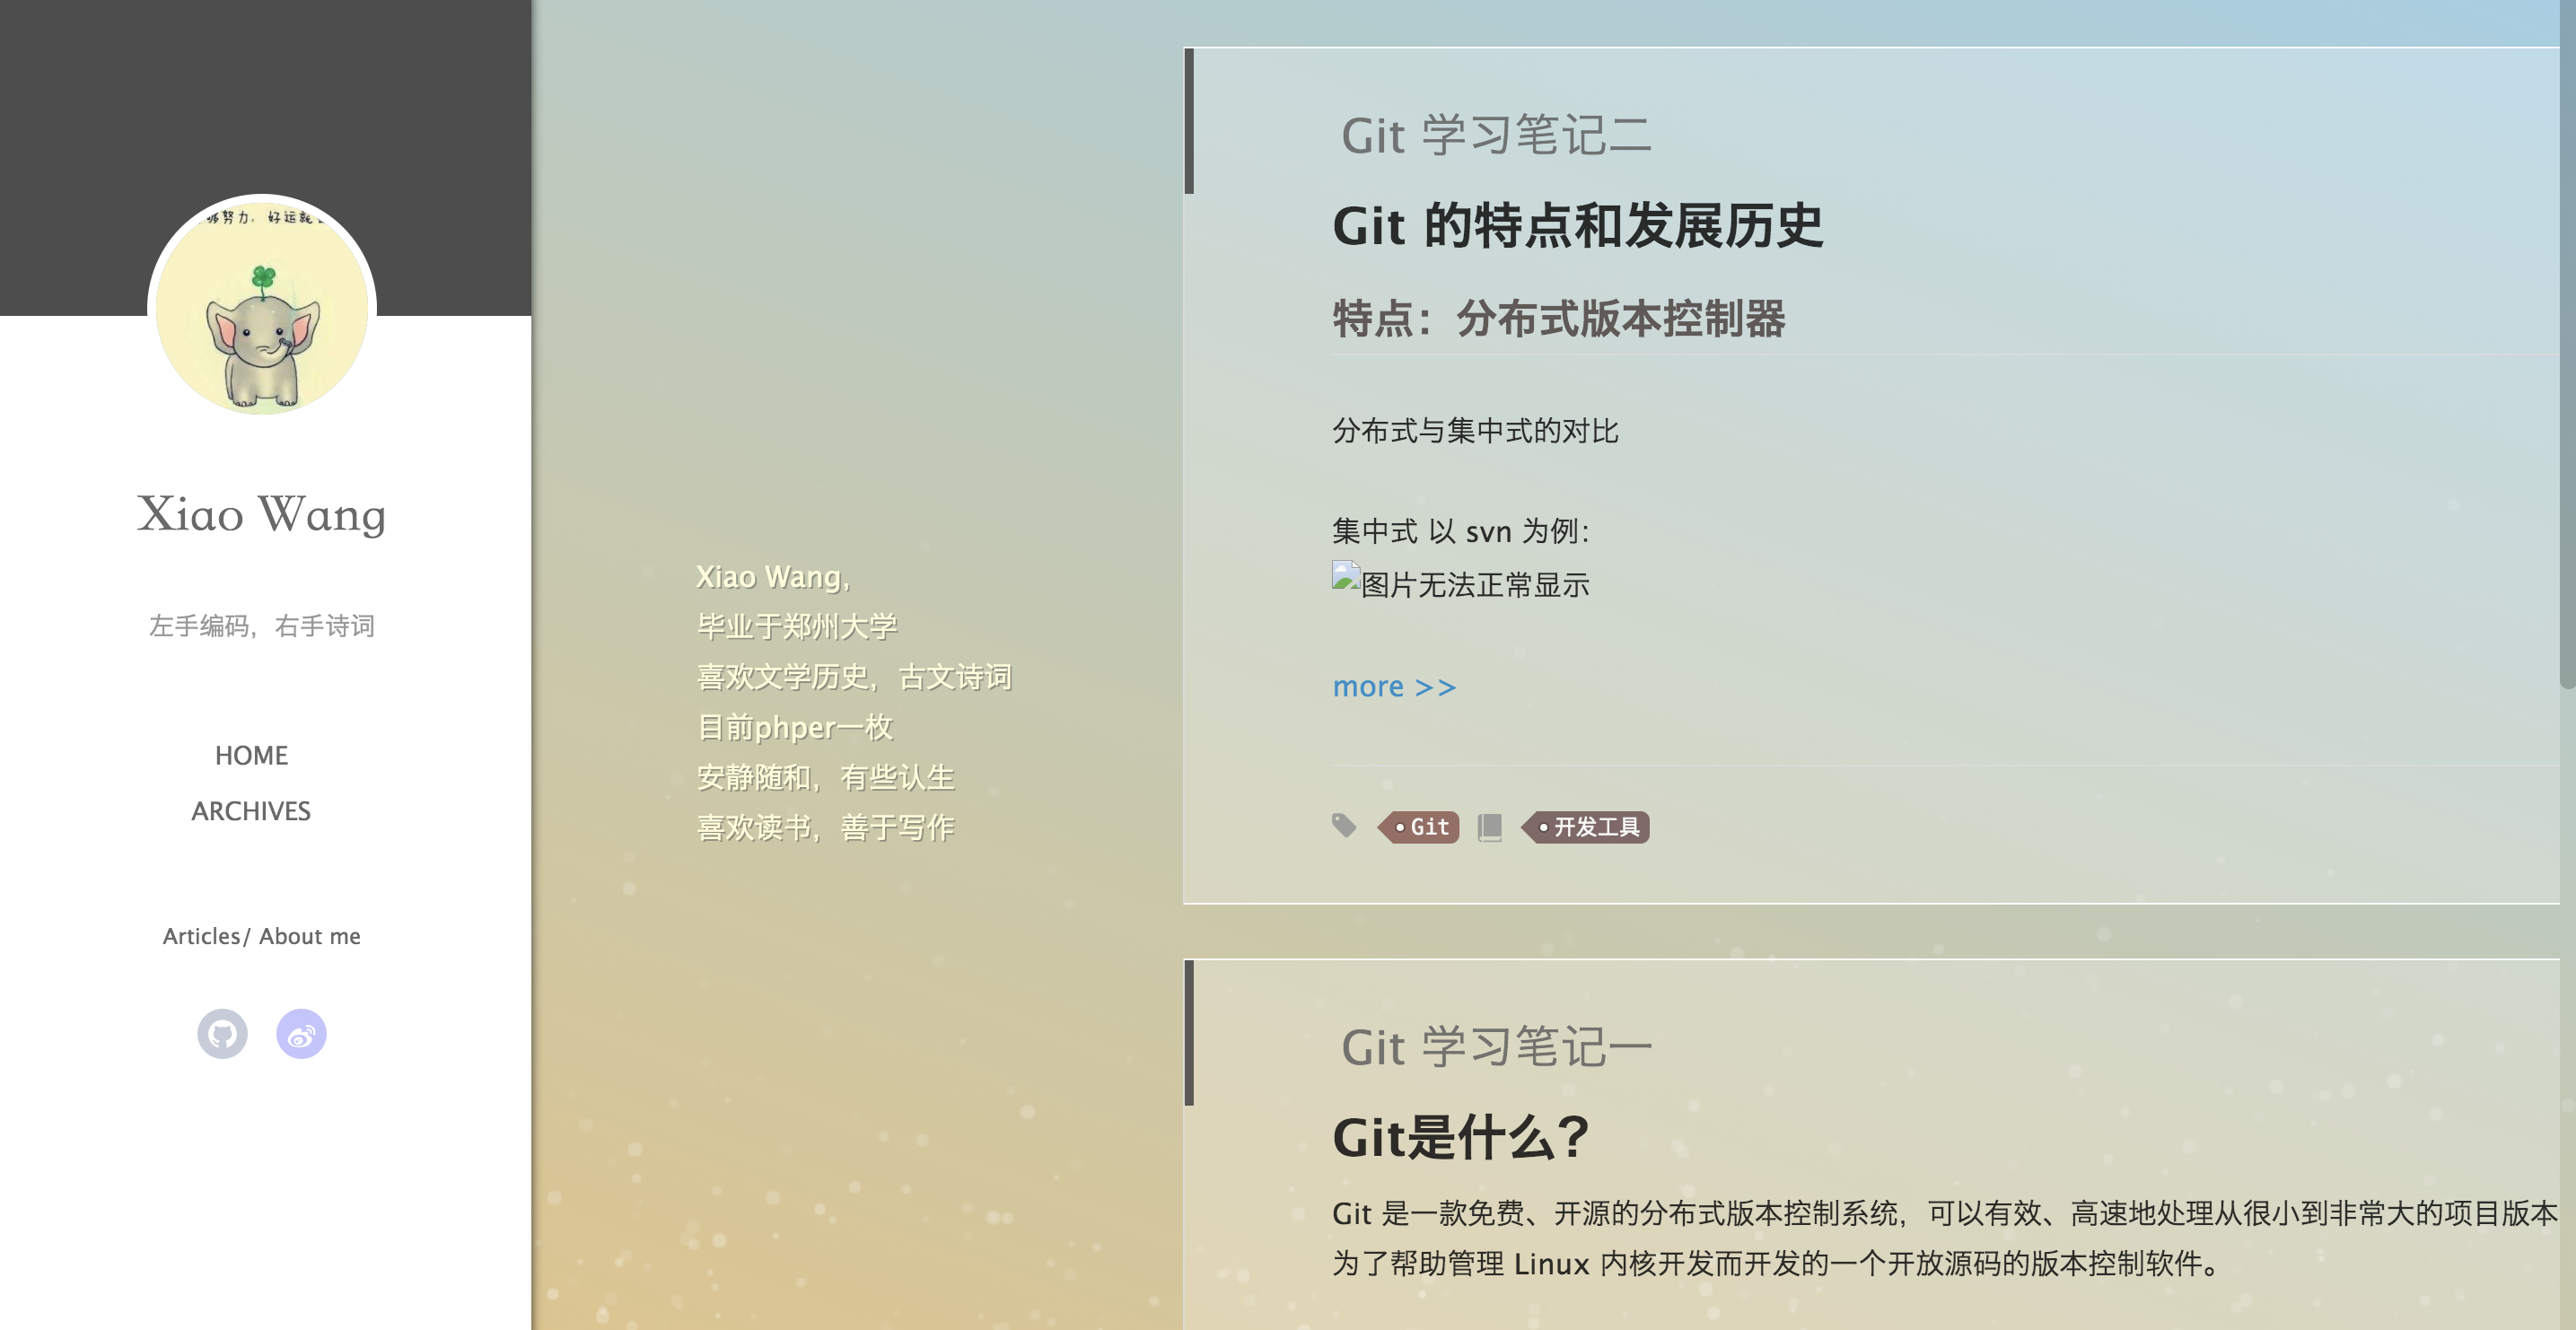 够努力，好运就
Xiao Wang
左手编码，右手诗词
HOME
ARCHIVES
Articles/ About me
Xiao Wang,
毕业于郑州大学
喜欢文学历史，古文诗词
目前phper一枚
安静随和，有些认生
喜欢读书，善于写作
Git 学习笔记二
Git 的特点和发展历史
特点：分布式版本控制器
分布式与集中式的对比
集中式 以 svn 为例：
图片无法正常显示
more >>
Git
开发工具
Git 学习笔记一
Git是什么？
Git 是一款免费、开源的分布式版本控制系统，可以有效、高速地处理从很小到非常大的项目版本
为了帮助管理 Linux 内核开发而开发的一个开放源码的版本控制软件。